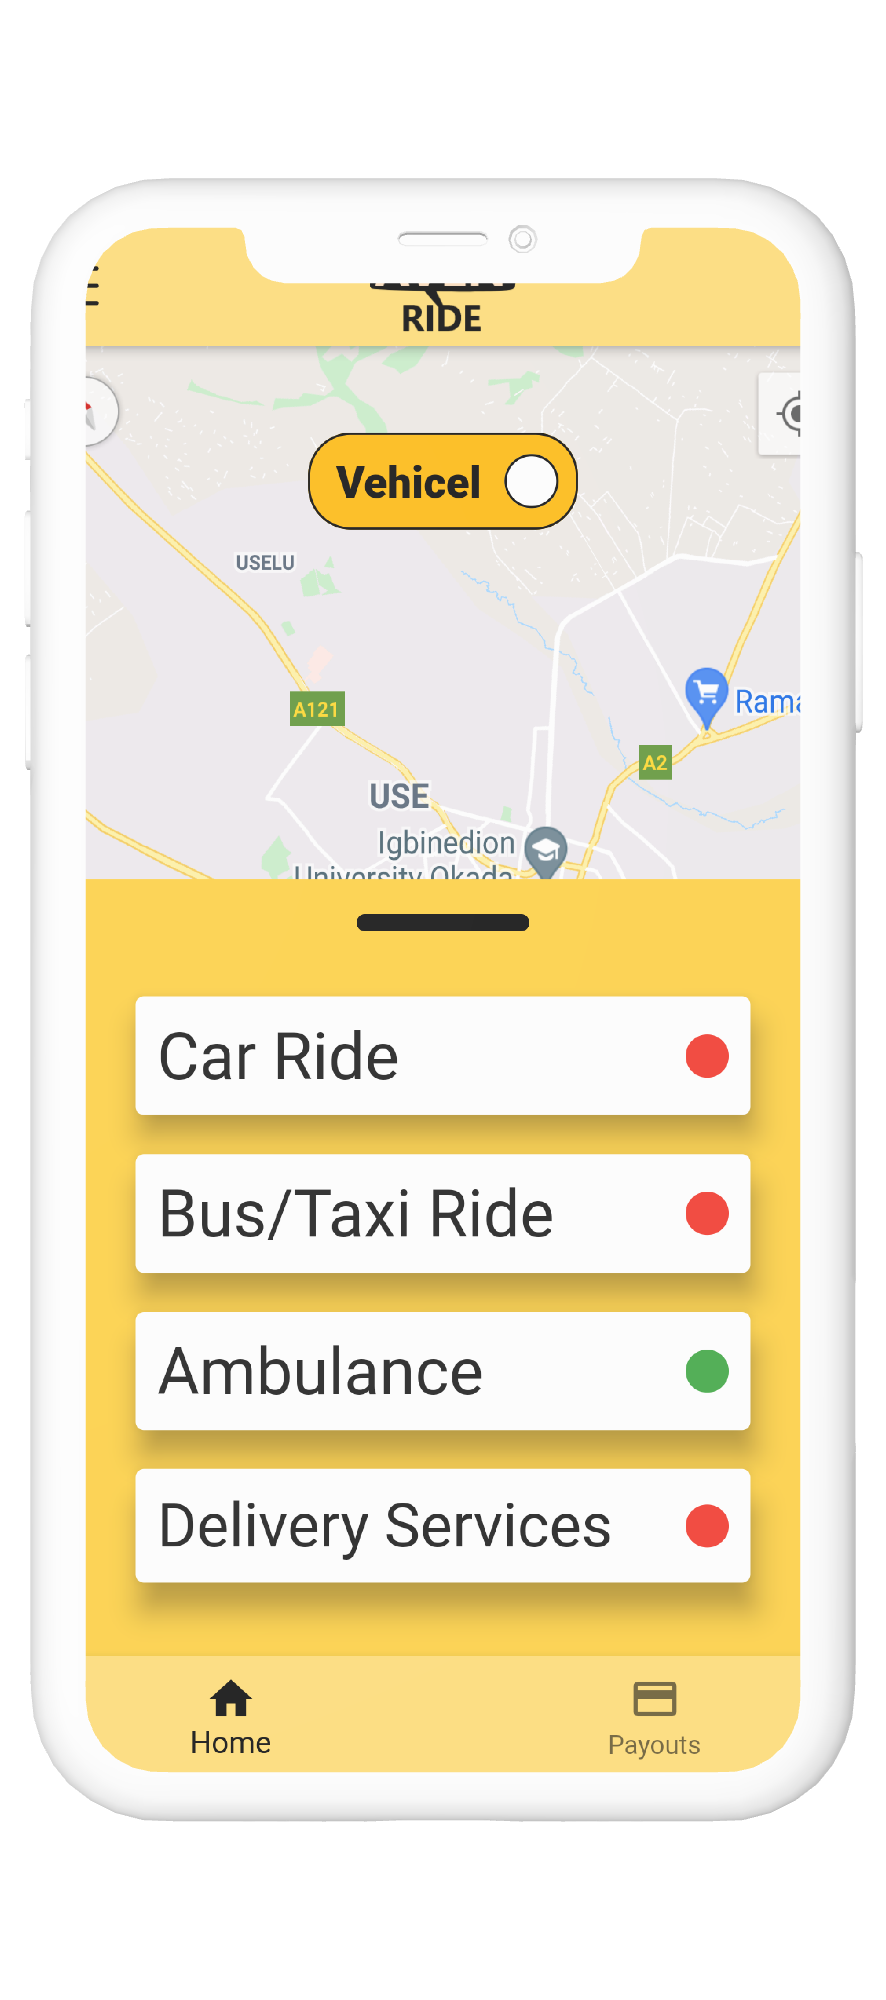 RIDE
Vehicel
USELU
Rama
A121
A2
USE
Igbinedion
University Okada
Car Ride
Bus/Taxi Ride
Ambulance
Delivery Services
Home
Payouts